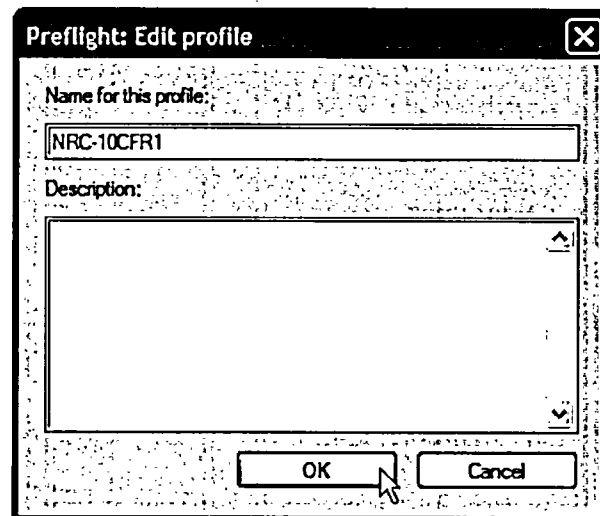 Preflight: Edit profile
Name for this profile:
NRC-10CFR1
Description:
OK Cancel